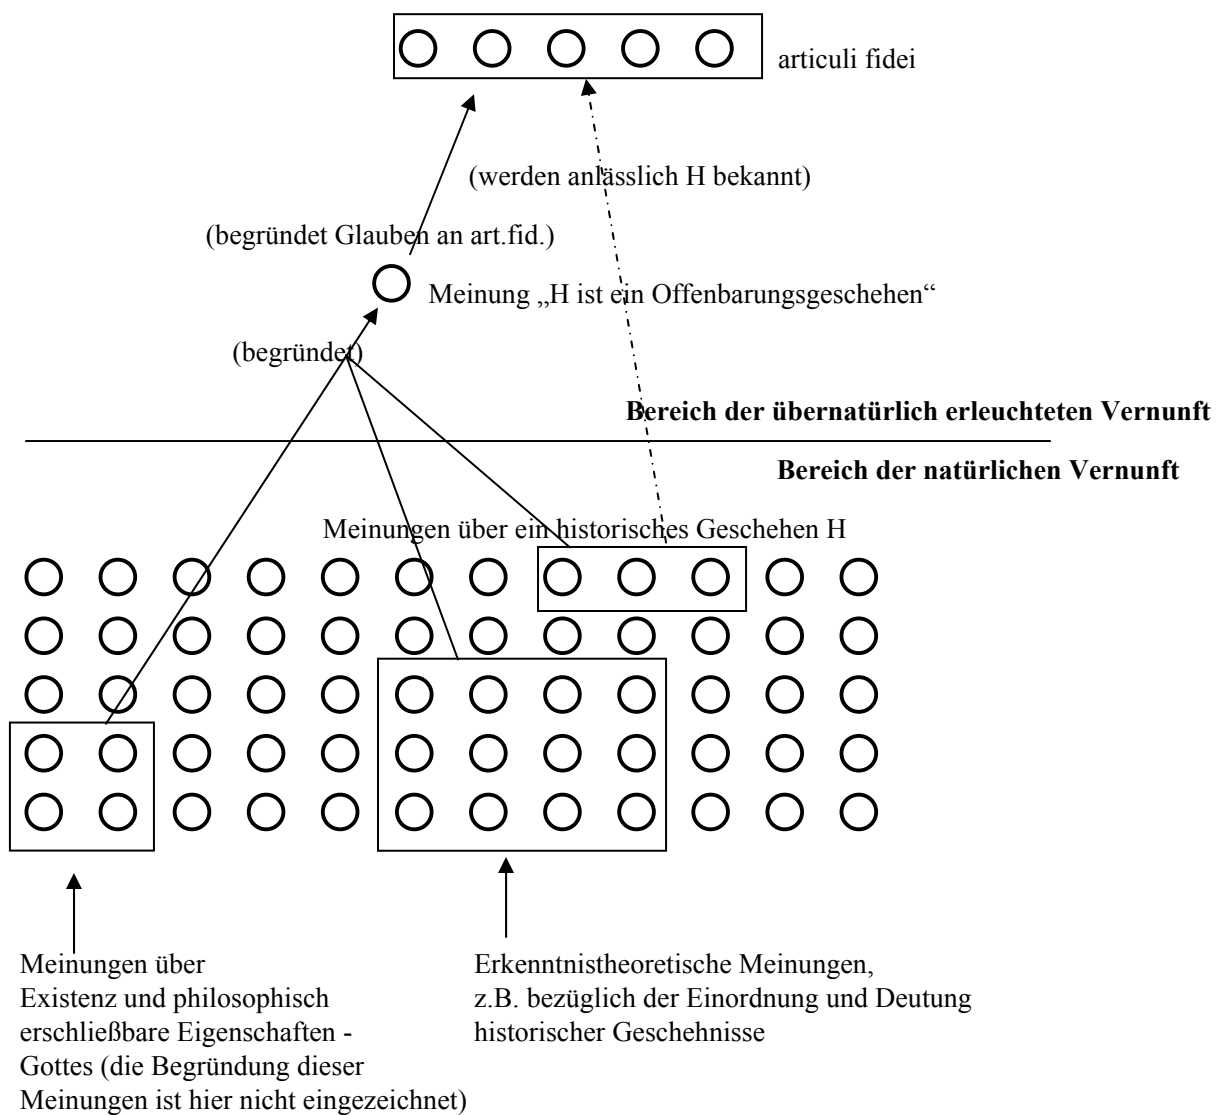 articuli fidei
(werden anlässlich H bekannt)
(begründet Glauben an art.fid.)
Meinung „H ist ein Offenbarungsgeschehen“
(begründet)
Bereich der übernatürlich erleuchteten Vernunft
Bereich der natürlichen Vernunft
Meinungen über ein historisches Geschehen H
Meinungen über
Existenz und philosophisch
erschließbare Eigenschaften -
Gottes (die Begründung dieser
Meinungen ist hier nicht eingezeichnet)
Erkenntnistheoretische Meinungen,
z.B. bezüglich der Einordnung und Deutung
historischer Geschehnisse